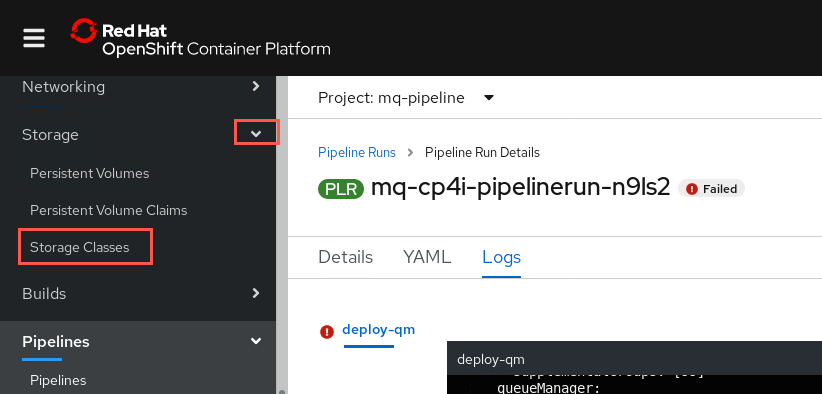 Red Hat
OpenShift Container Platform
Networking
Storage
Persistent Volumes
Persistent Volume Claims
Storage Classes
Builds
Pipelines
Pipelines
Project: mq-pipeline
Pipeline Runs > Pipeline Run Details
PLR mq-cp4i-pipelinerun-n9ls2 Failed
Details YAML Logs
deploy-qm
deploy-qm
queueManager: